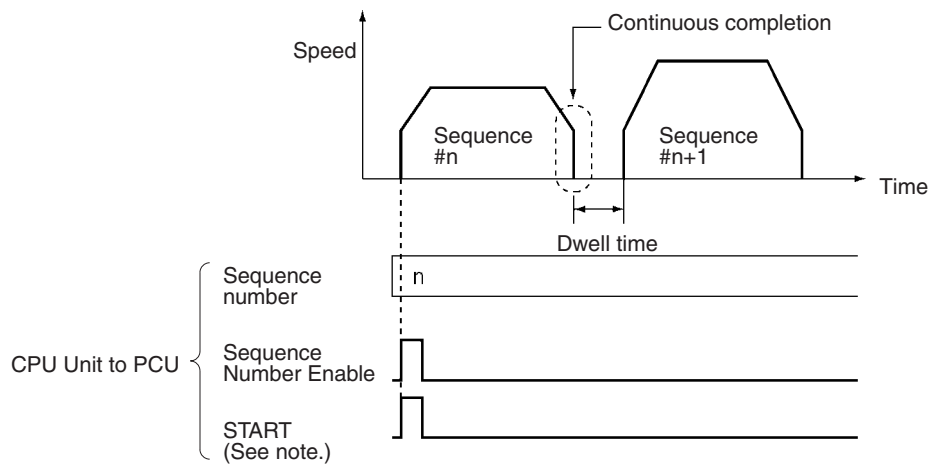 Continuous completion
Speed
Sequence
#n
Sequence
#n+1
Time
Dwell time
Sequence
number
n
CPU Unit to PCU
Sequence
Number Enable
START
(See note.)